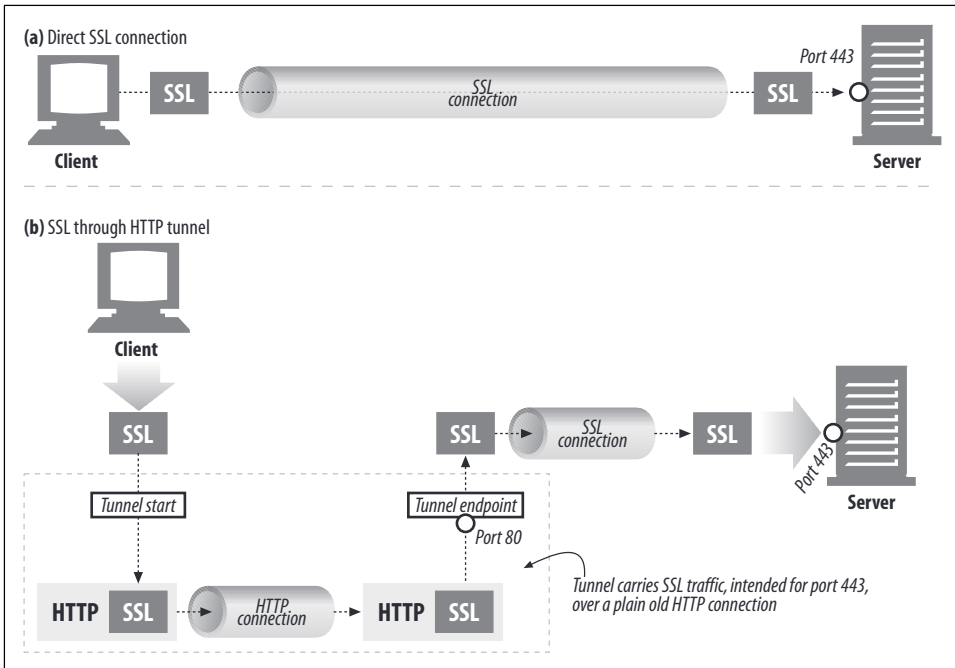 (a) Direct SSL connection
Port 443
SSL
SSL
connection
SSL
Client
Server
(b) SSL through HTTP tunnel
Client
SSL
SSL
SSL
connection
SSL
Port 443
Server
Tunnel start
Tunnel endpoint
Port 80
HTTP
SSL
HTTP
connection
HTTP
SSL
Tunnel carries SSL traffic, intended for port 443,
over a plain old HTTP connection